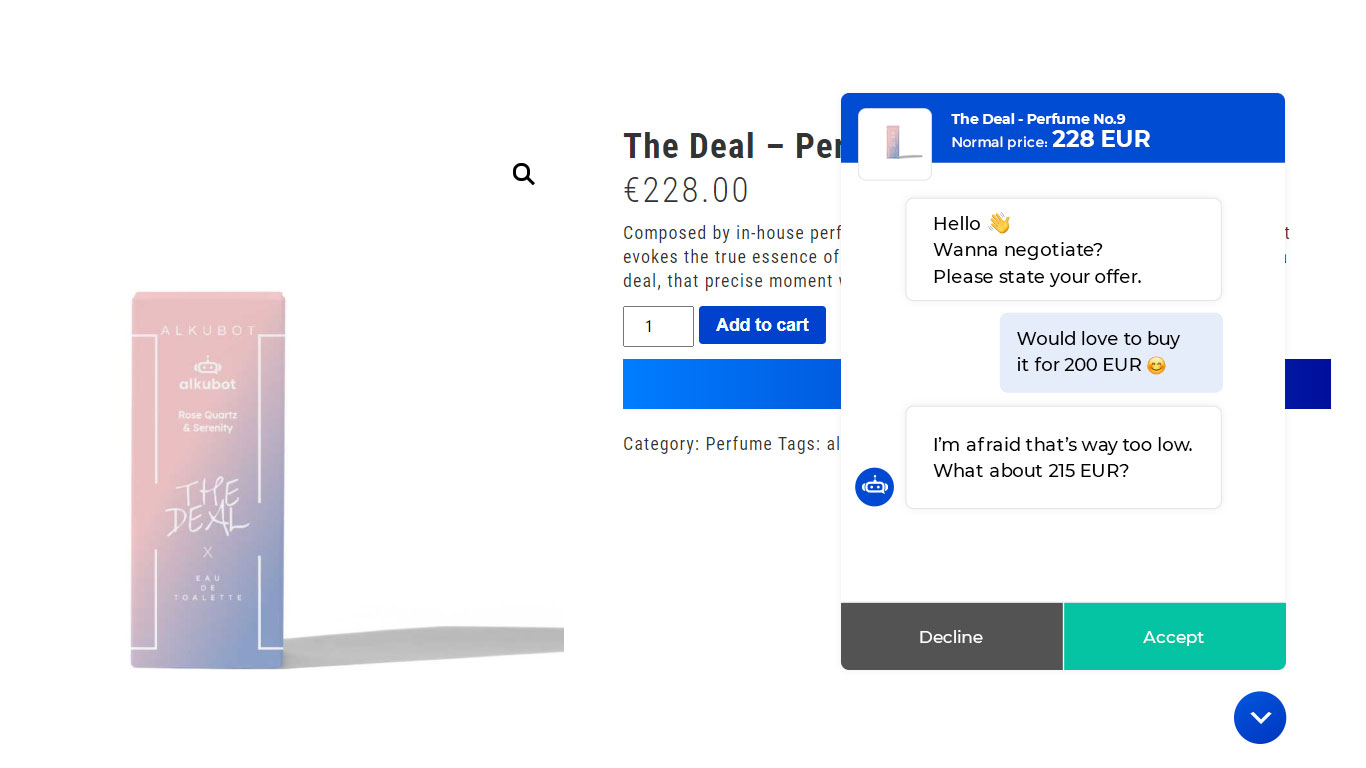 The Deal – Per
€228.00
Composed by in-house perf
evokes the true essence of
deal, that precise moment
1
Add to cart
Category: Perfume Tags: al
ALKUBOT
alkubot
Rose Quartz
& Serenity
THE
DEAL
X
EAU
DE
TOALETTE
The Deal - Perfume No.9
Normal price: 228 EUR
Hello 👋
Wanna negotiate?
Please state your offer.
Would love to buy
it for 200 EUR 😊
I'm afraid that's way too low.
What about 215 EUR?
Decline
Accept